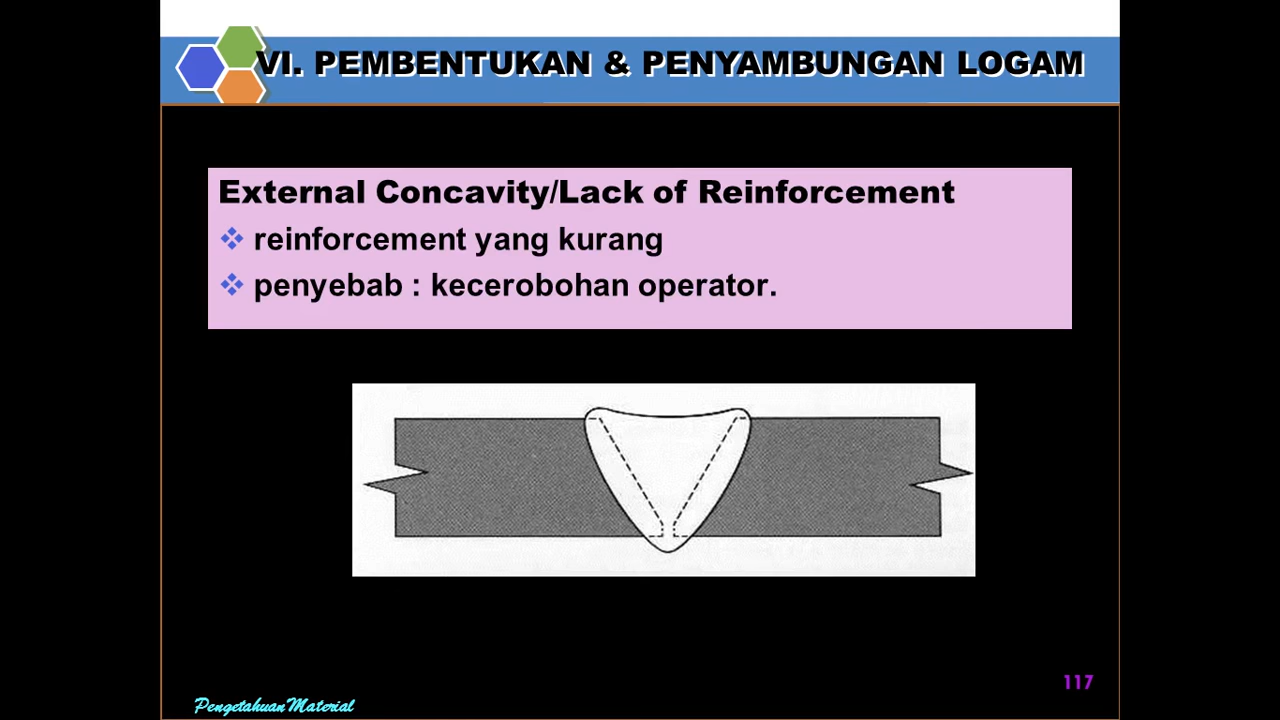 VI. PEMBENTUKAN & PENYAMBUNGAN LOGAM
External Concavity/Lack of Reinforcement
❖ reinforcement yang kurang
❖ penyebab : kecerobohan operator.
117
Pengetahuan Material